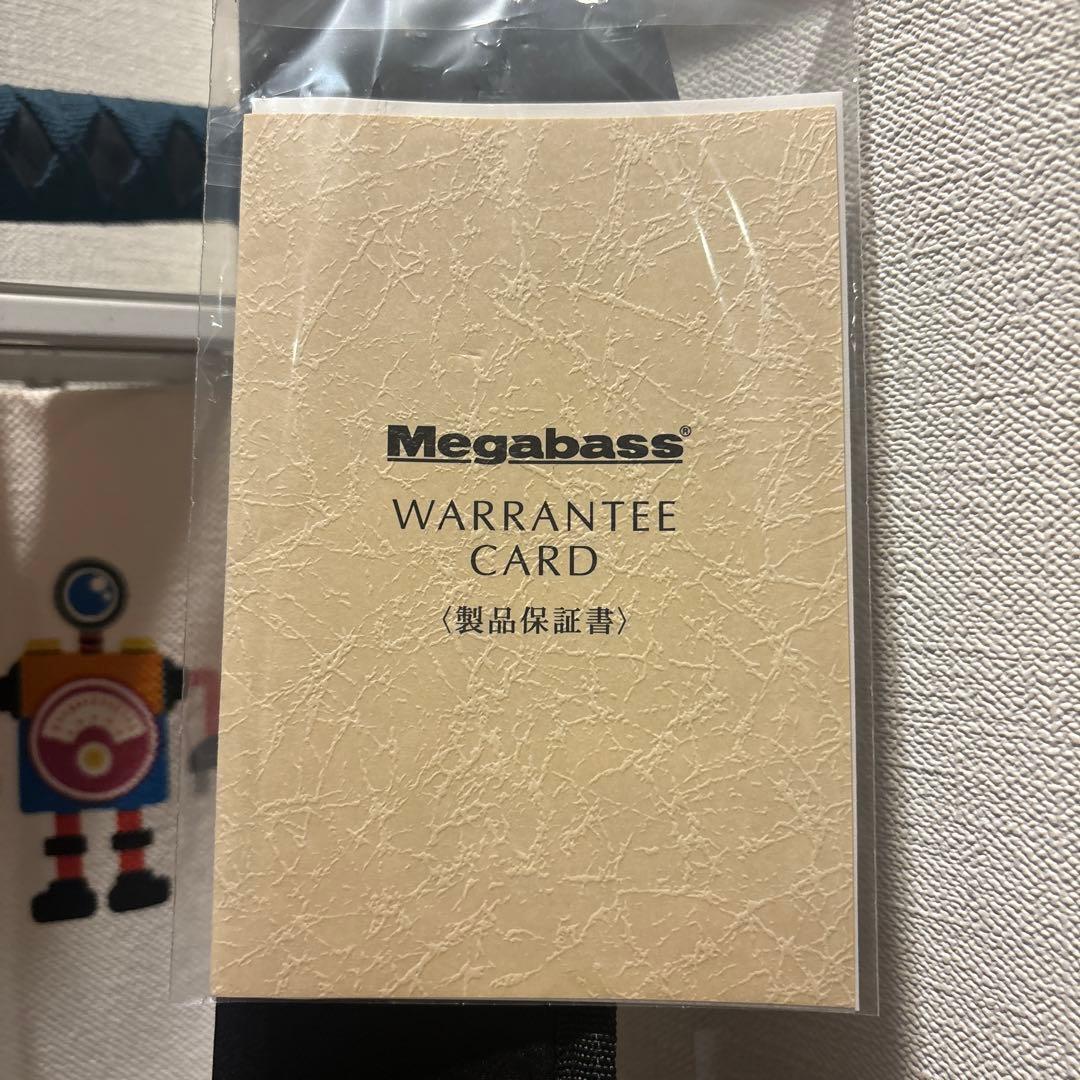 Megabass®
WARRANTEE
CARD
〈製品保証書〉